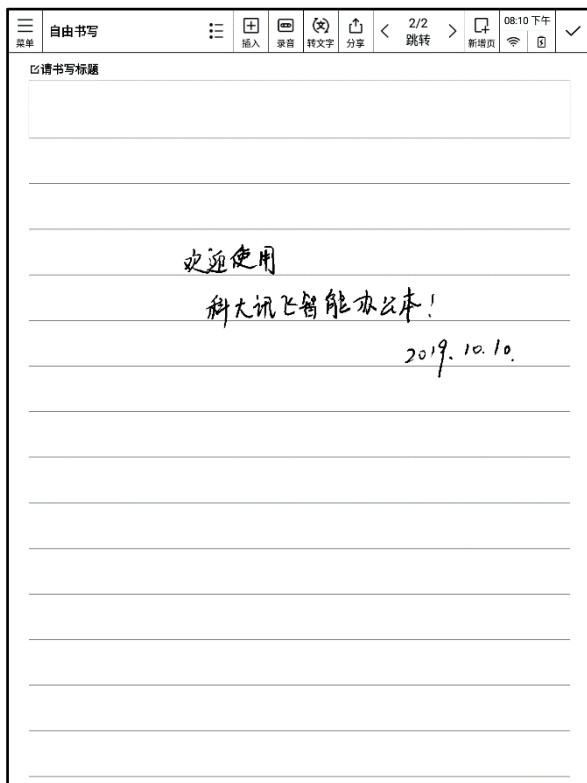 菜单 自由书写 插入 录音 转文字 分享 2/2 跳转 新增页 08:10 下午
请书写标题
欢迎使用
科大讯飞智能办公本!
2019.10.10.